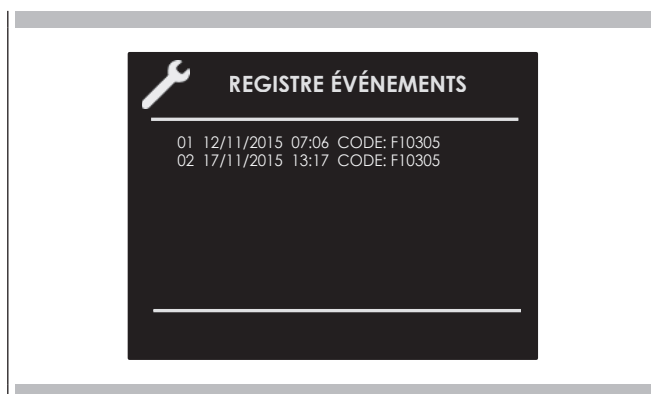 REGISTRE ÉVÉNEMENTS
01 12/11/2015 07:06 CODE: F10305
02 17/11/2015 13:17 CODE: F10305